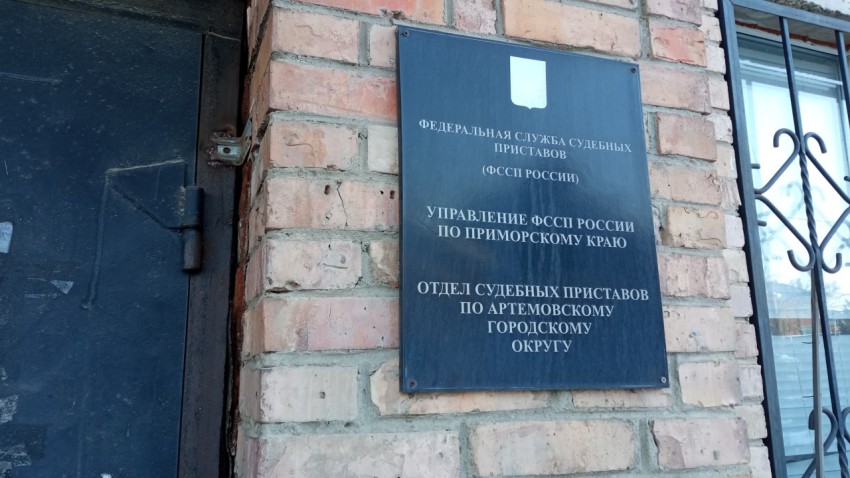 ФЕДЕРАЛЬНАЯ СЛУЖБА СУДЕБНЫХ
ПРИСТАВОВ
(ФССП РОССИИ)
УПРАВЛЕНИЕ ФССП РОССИИ
ПО ПРИМОРСКОМУ КРАЮ
ОТДЕЛ СУДЕБНЫХ ПРИСТАВОВ
ПО АРТЕМОВСКОМУ
ГОРОДСКОМУ
ОКРУГУ